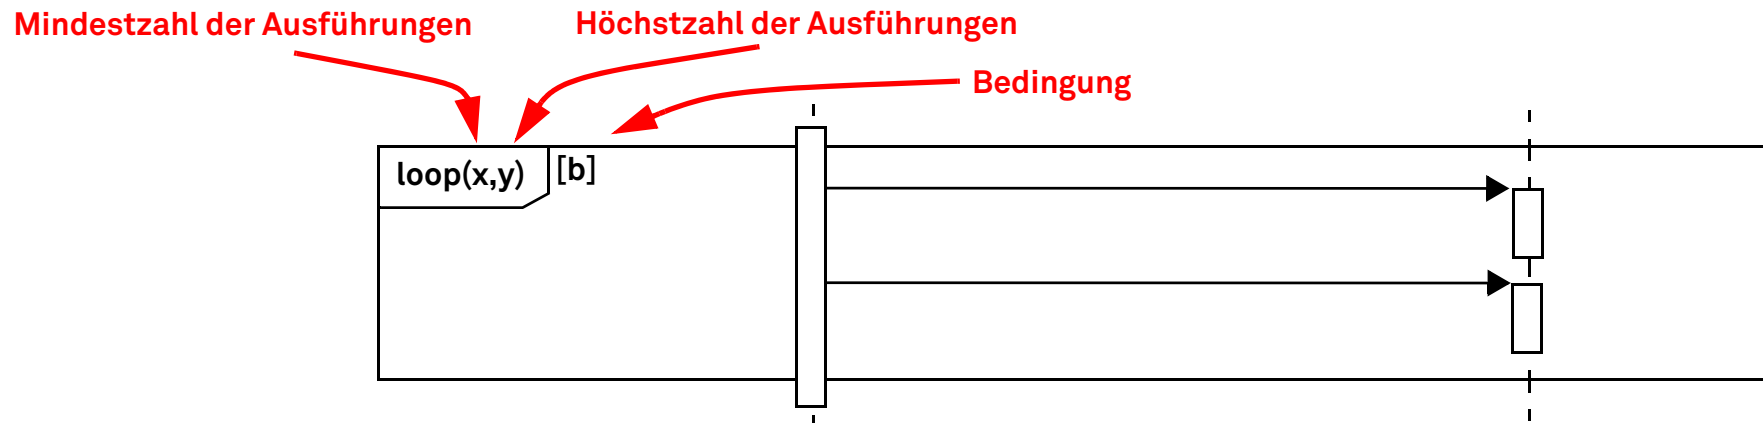 Mindestzahl der Ausführungen
Höchstzahl der Ausführungen
Bedingung
loop(x,y) [b]